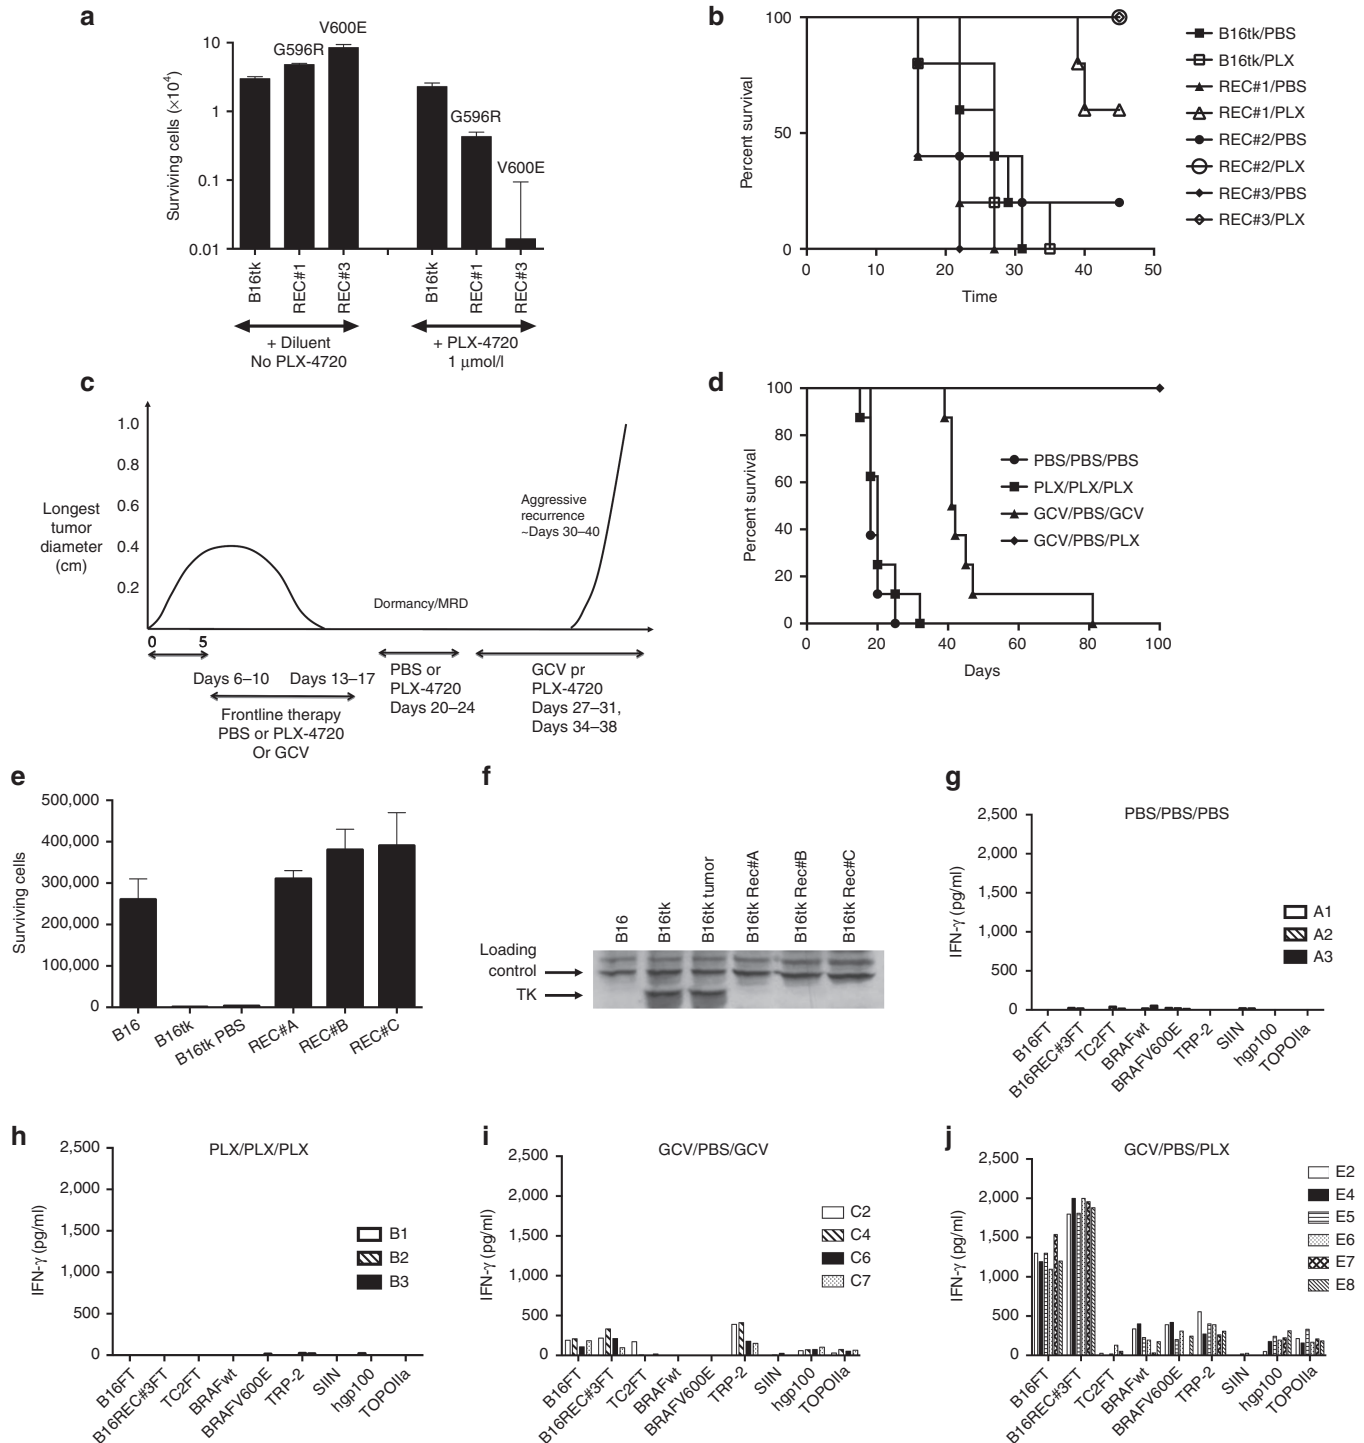 a
Surviving cells (×10⁴)
10
1
0.1
0.01
G596R
V600E
G596R
V600E
B16tk
REC#1
REC#3
B16tk
REC#1
REC#3
+ Diluent
No PLX-4720
+ PLX-4720
1 μmol/l
b
Percent survival
100
50
0
0
10
20
30
40
50
Time
B16tk/PBS
B16tk/PLX
REC#1/PBS
REC#1/PLX
REC#2/PBS
REC#2/PLX
REC#3/PBS
REC#3/PLX
c
Longest
tumor
diameter
(cm)
1.0
0.8
0.6
0.4
0.2
0
5
Aggressive
recurrence
~Days 30–40
Dormancy/MRD
Days 6–10
Days 13–17
Frontline therapy
PBS or PLX-4720
Or GCV
PBS or
PLX-4720
Days 20–24
GCV pr
PLX-4720
Days 27–31,
Days 34–38
d
Percent survival
100
80
60
40
20
0
0
20
40
60
80
100
Days
PBS/PBS/PBS
PLX/PLX/PLX
GCV/PBS/GCV
GCV/PBS/PLX
e
Surviving cells
500,000
400,000
300,000
200,000
100,000
0
B16
B16tk
B16tk PBS
REC#A
REC#B
REC#C
f
B16
B16tk
B16tk tumor
B16tk Rec#A
B16tk Rec#B
B16tk Rec#C
Loading
control
TK
g
PBS/PBS/PBS
IFN-γ (pg/ml)
2,500
2,000
1,500
1,000
500
0
A1
A2
A3
B16FT
B16REC#3FT
TC2FT
BRAFwt
BRAFV600E
TRP-2
SIIN
hgp100
TOPOIIa
h
PLX/PLX/PLX
IFN-γ (pg/ml)
2,500
2,000
1,500
1,000
500
0
B1
B2
B3
B16FT
B16REC#3FT
TC2FT
BRAFwt
BRAFV600E
TRP-2
SIIN
hgp100
TOPOIIa
i
GCV/PBS/GCV
IFN-γ (pg/ml)
2,500
2,000
1,500
1,000
500
0
C2
C4
C6
C7
B16FT
B16REC#3FT
TC2FT
BRAFwt
BRAFV600E
TRP-2
SIIN
hgp100
TOPOIIa
j
GCV/PBS/PLX
IFN-γ (pg/ml)
2,500
2,000
1,500
1,000
500
0
E2
E4
E5
E6
E7
E8
B16FT
B16REC#3FT
TC2FT
BRAFwt
BRAFV600E
TRP-2
SIIN
hgp100
TOPOIIa